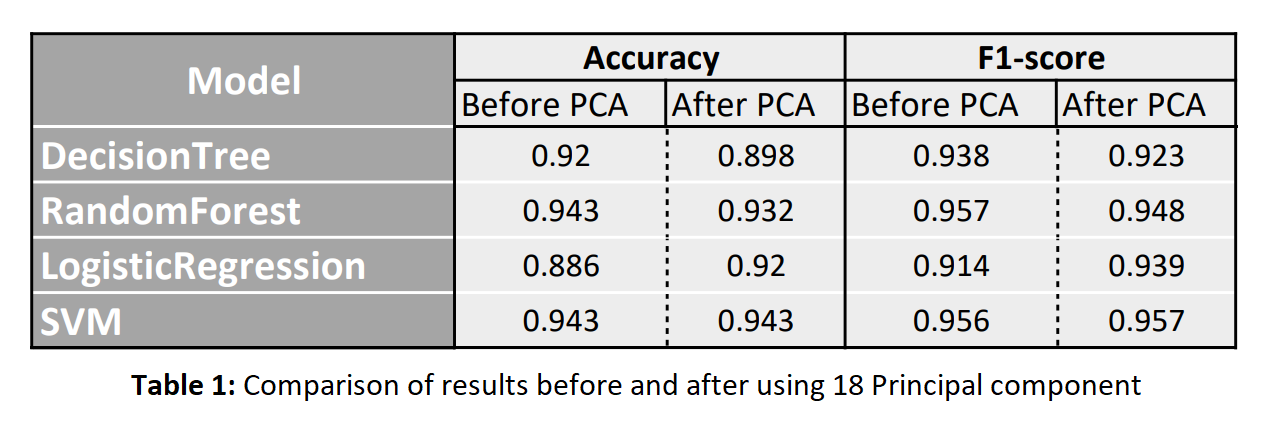 Model Accuracy F1-score
Before PCA After PCA Before PCA After PCA
DecisionTree 0.92 0.898 0.938 0.923
RandomForest 0.943 0.932 0.957 0.948
LogisticRegression 0.886 0.92 0.914 0.939
SVM 0.943 0.943 0.956 0.957
Table 1: Comparison of results before and after using 18 Principal component